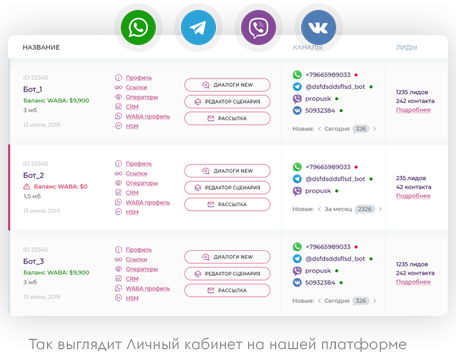 НАЗВАНИЕ КАНАЛЫ ЛИДЫ
ID 22345
Бот_1
Баланс WABA: $9,900
3 мб
13 июня, 2019
Профиль
Ссылки
Операторы
CRM
WABA профиль
HSM
ДИАЛОГИ NEW
РЕДАКТОР СЦЕНАРИЯ
РАССЫЛКА
+79665989033
@dsfdsddsflsd_bot
propusk
50932384
Новые: < Сегодня 326 >
1235 лидов
242 контакта
Подробнее
ID 22345
Бот_2
Баланс WABA: $0
1,5 мб
13 июня, 2019
Профиль
Ссылки
Операторы
CRM
WABA профиль
HSM
ДИАЛОГИ NEW
РЕДАКТОР СЦЕНАРИЯ
РАССЫЛКА
+79665989033
@dsfdsddsflsd_bot
propusk
Новые: < За месяц 2326 >
235 лидов
42 контакта
Подробнее
ID 22345
Бот_3
Баланс WABA: $9,900
3 мб
13 июня, 2019
Профиль
Ссылки
Операторы
CRM
WABA профиль
HSM
ДИАЛОГИ NEW
РЕДАКТОР СЦЕНАРИЯ
РАССЫЛКА
+79665989033
@dsfdsddsflsd_bot
propusk
50932384
Новые: < Сегодня 326 >
1235 лидов
242 контакта
Подробнее
Так выглядит Личный кабинет на нашей платформе